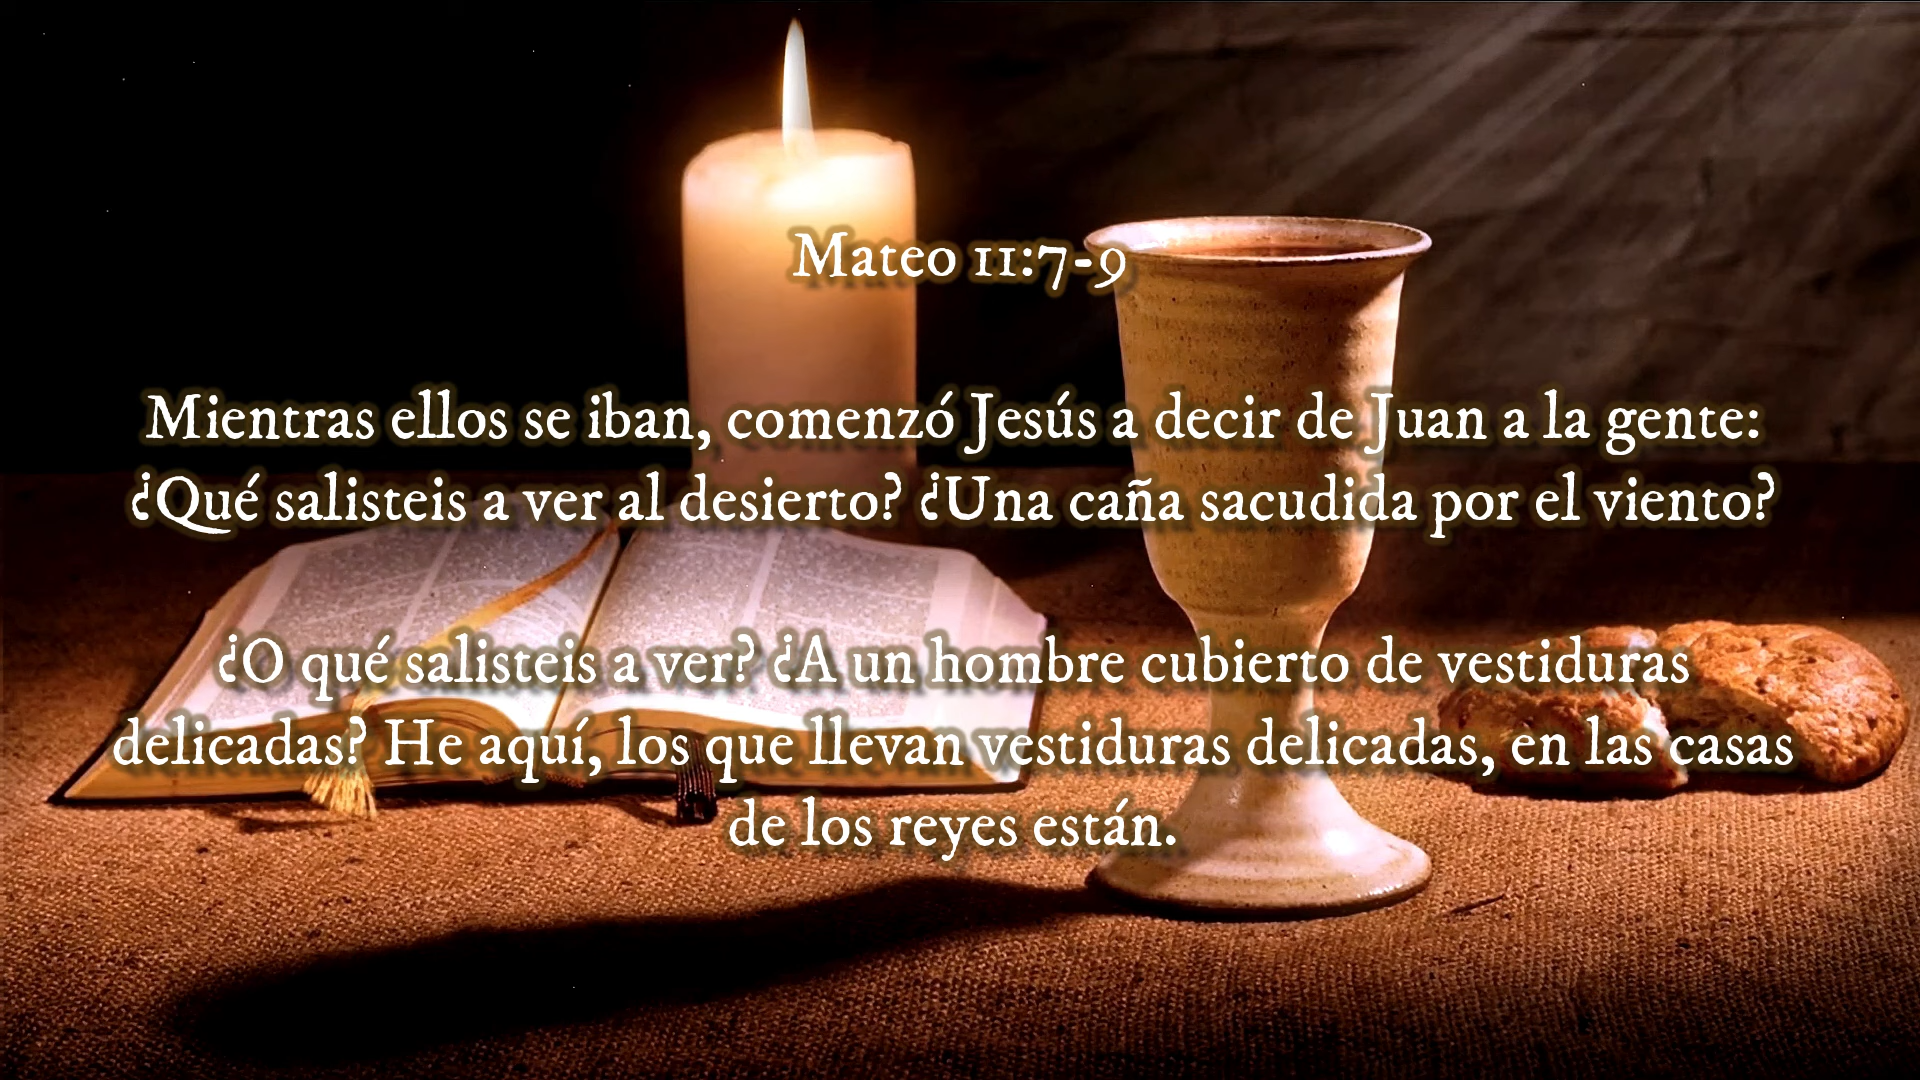 Mateo 11:7-9
Mientras ellos se iban, comenzó Jesús a decir de Juan a la gente:
¿Qué salisteis a ver al desierto? ¿Una caña sacudida por el viento?
¿O qué salisteis a ver? ¿A un hombre cubierto de vestiduras
delicadas? He aquí, los que llevan vestiduras delicadas, en las casas
de los reyes están.